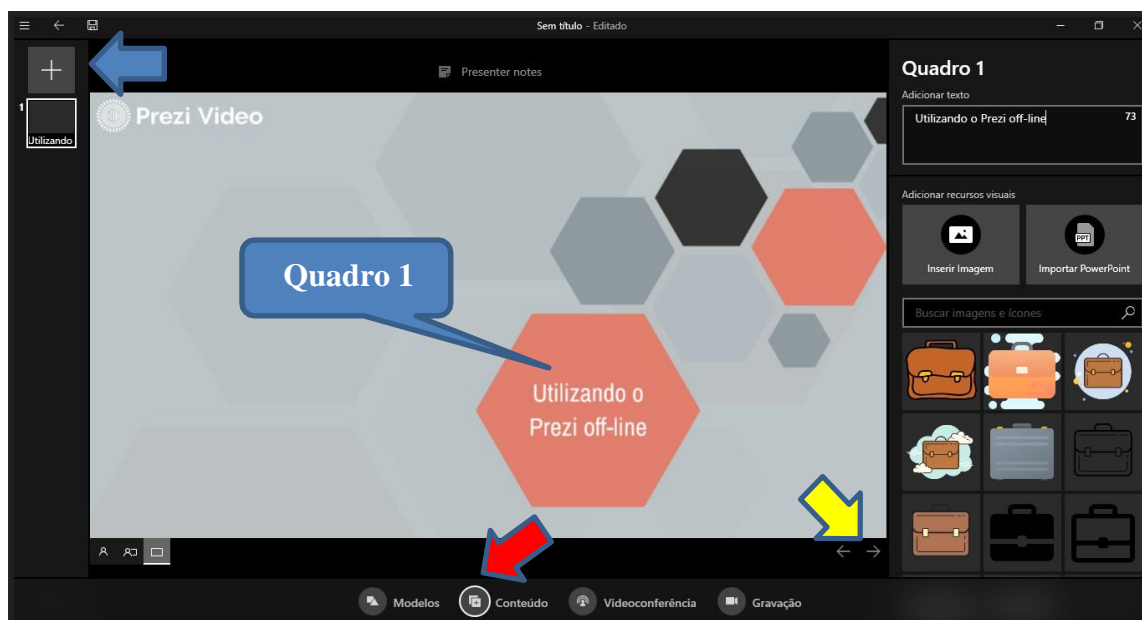 Sem título - Editado
Presenter notes
1
Utilizando
Prezi Video
Quadro 1
Utilizando o
Prezi off-line
Quadro 1
Adicionar texto
Utilizando o Prezi off-line
73
Adicionar recursos visuais
PPT
Inserir Imagem
Importar PowerPoint
Buscar imagens e ícones
Modelos
Conteúdo
Videoconferência
Gravação